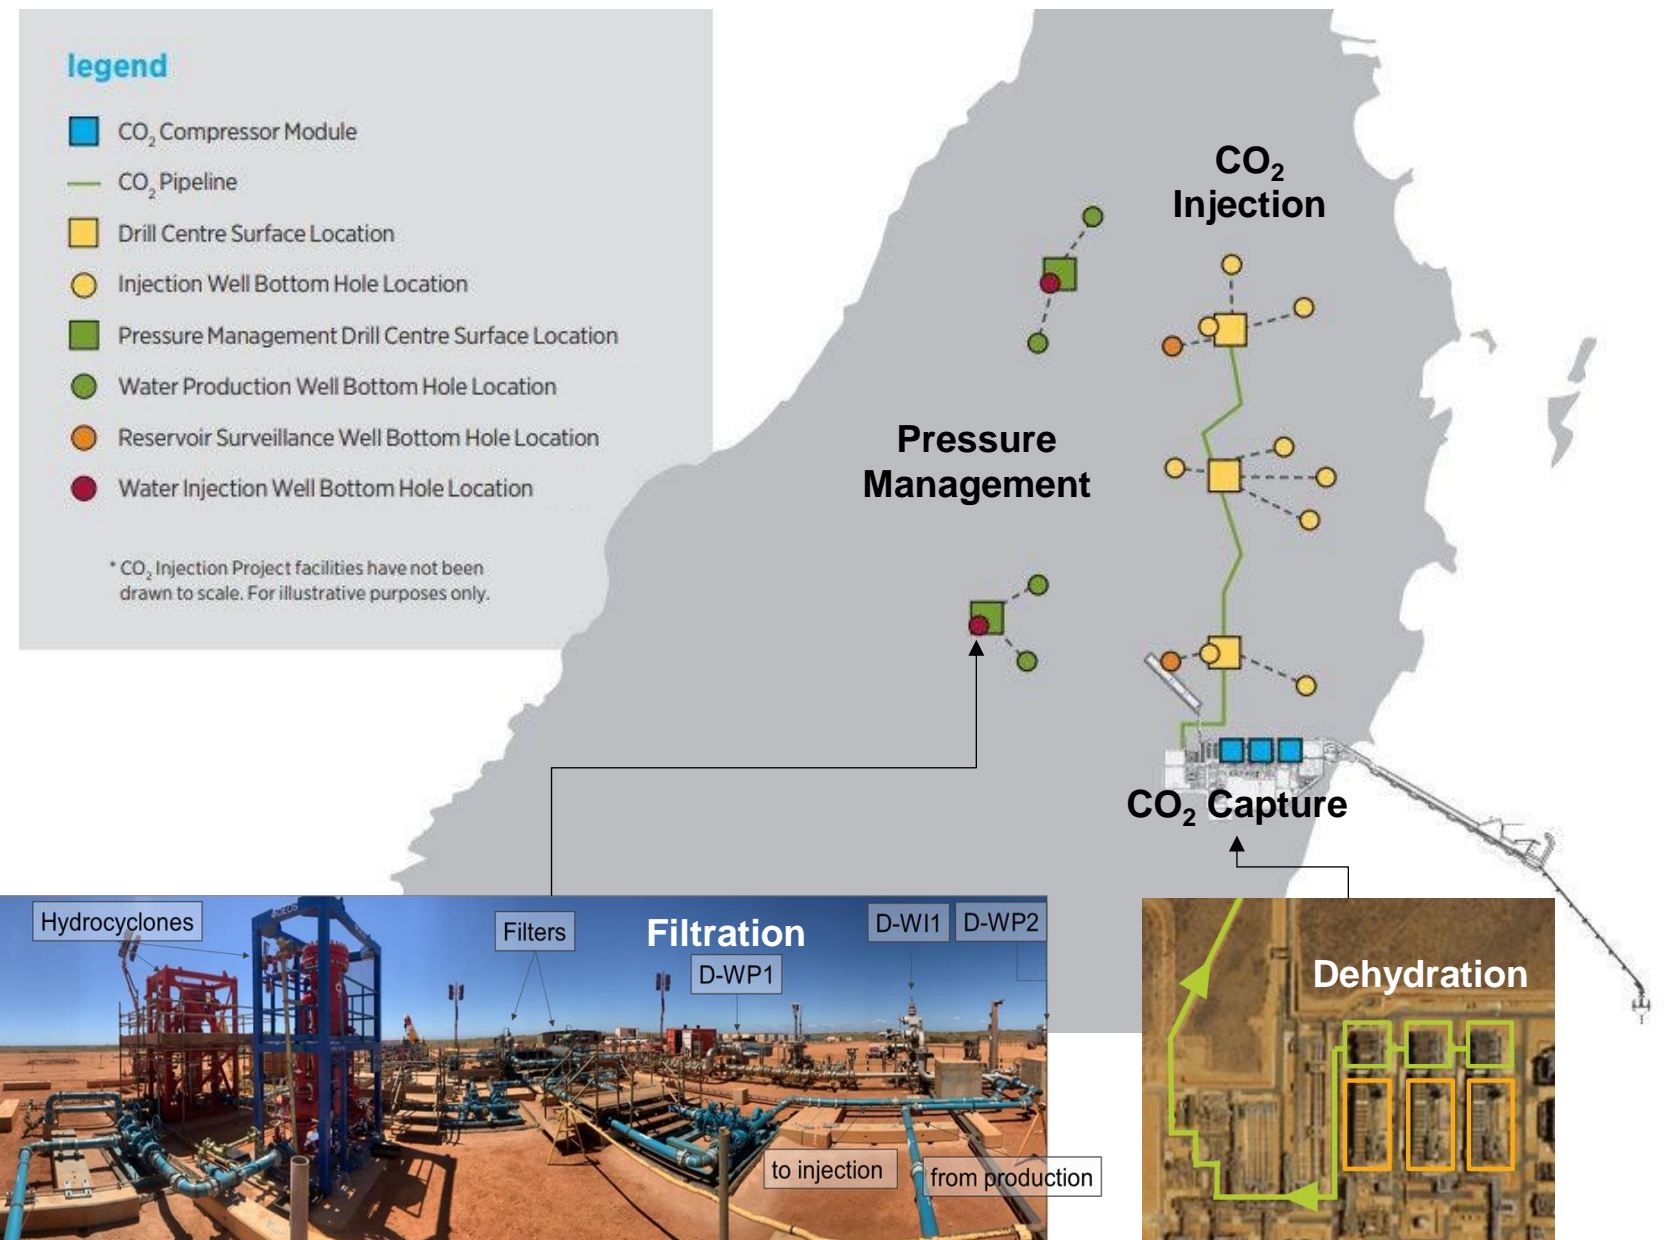 legend
CO₂ Compressor Module
CO₂ Pipeline
Drill Centre Surface Location
Injection Well Bottom Hole Location
Pressure Management Drill Centre Surface Location
Water Production Well Bottom Hole Location
Reservoir Surveillance Well Bottom Hole Location
Water Injection Well Bottom Hole Location
* CO₂ Injection Project facilities have not been
drawn to scale. For illustrative purposes only.
CO₂
Injection
Pressure
Management
CO₂ Capture
Hydrocyclones
DEOS
Filters
Filtration
D-WP1
D-WI1
D-WP2
to injection
from production
Dehydration